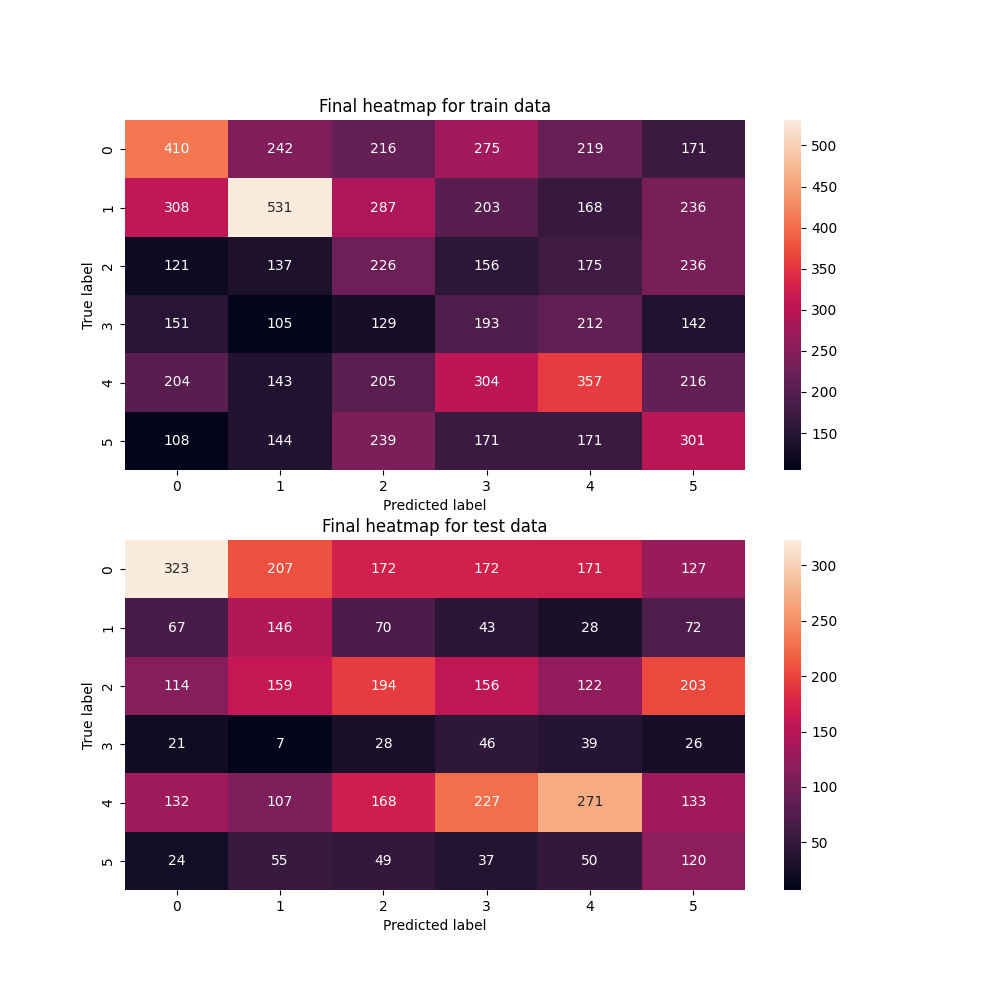 Final heatmap for train data
0 410 242 216 275 219 171
1 308 531 287 203 168 236
2 121 137 226 156 175 236
3 151 105 129 193 212 142
4 204 143 205 304 357 216
5 108 144 239 171 171 301
0 1 2 3 4 5
True label
Predicted label
500
450
400
350
300
250
200
150
Final heatmap for test data
0 323 207 172 172 171 127
1 67 146 70 43 28 72
2 114 159 194 156 122 203
3 21 7 28 46 39 26
4 132 107 168 227 271 133
5 24 55 49 37 50 120
0 1 2 3 4 5
True label
Predicted label
300
250
200
150
100
50